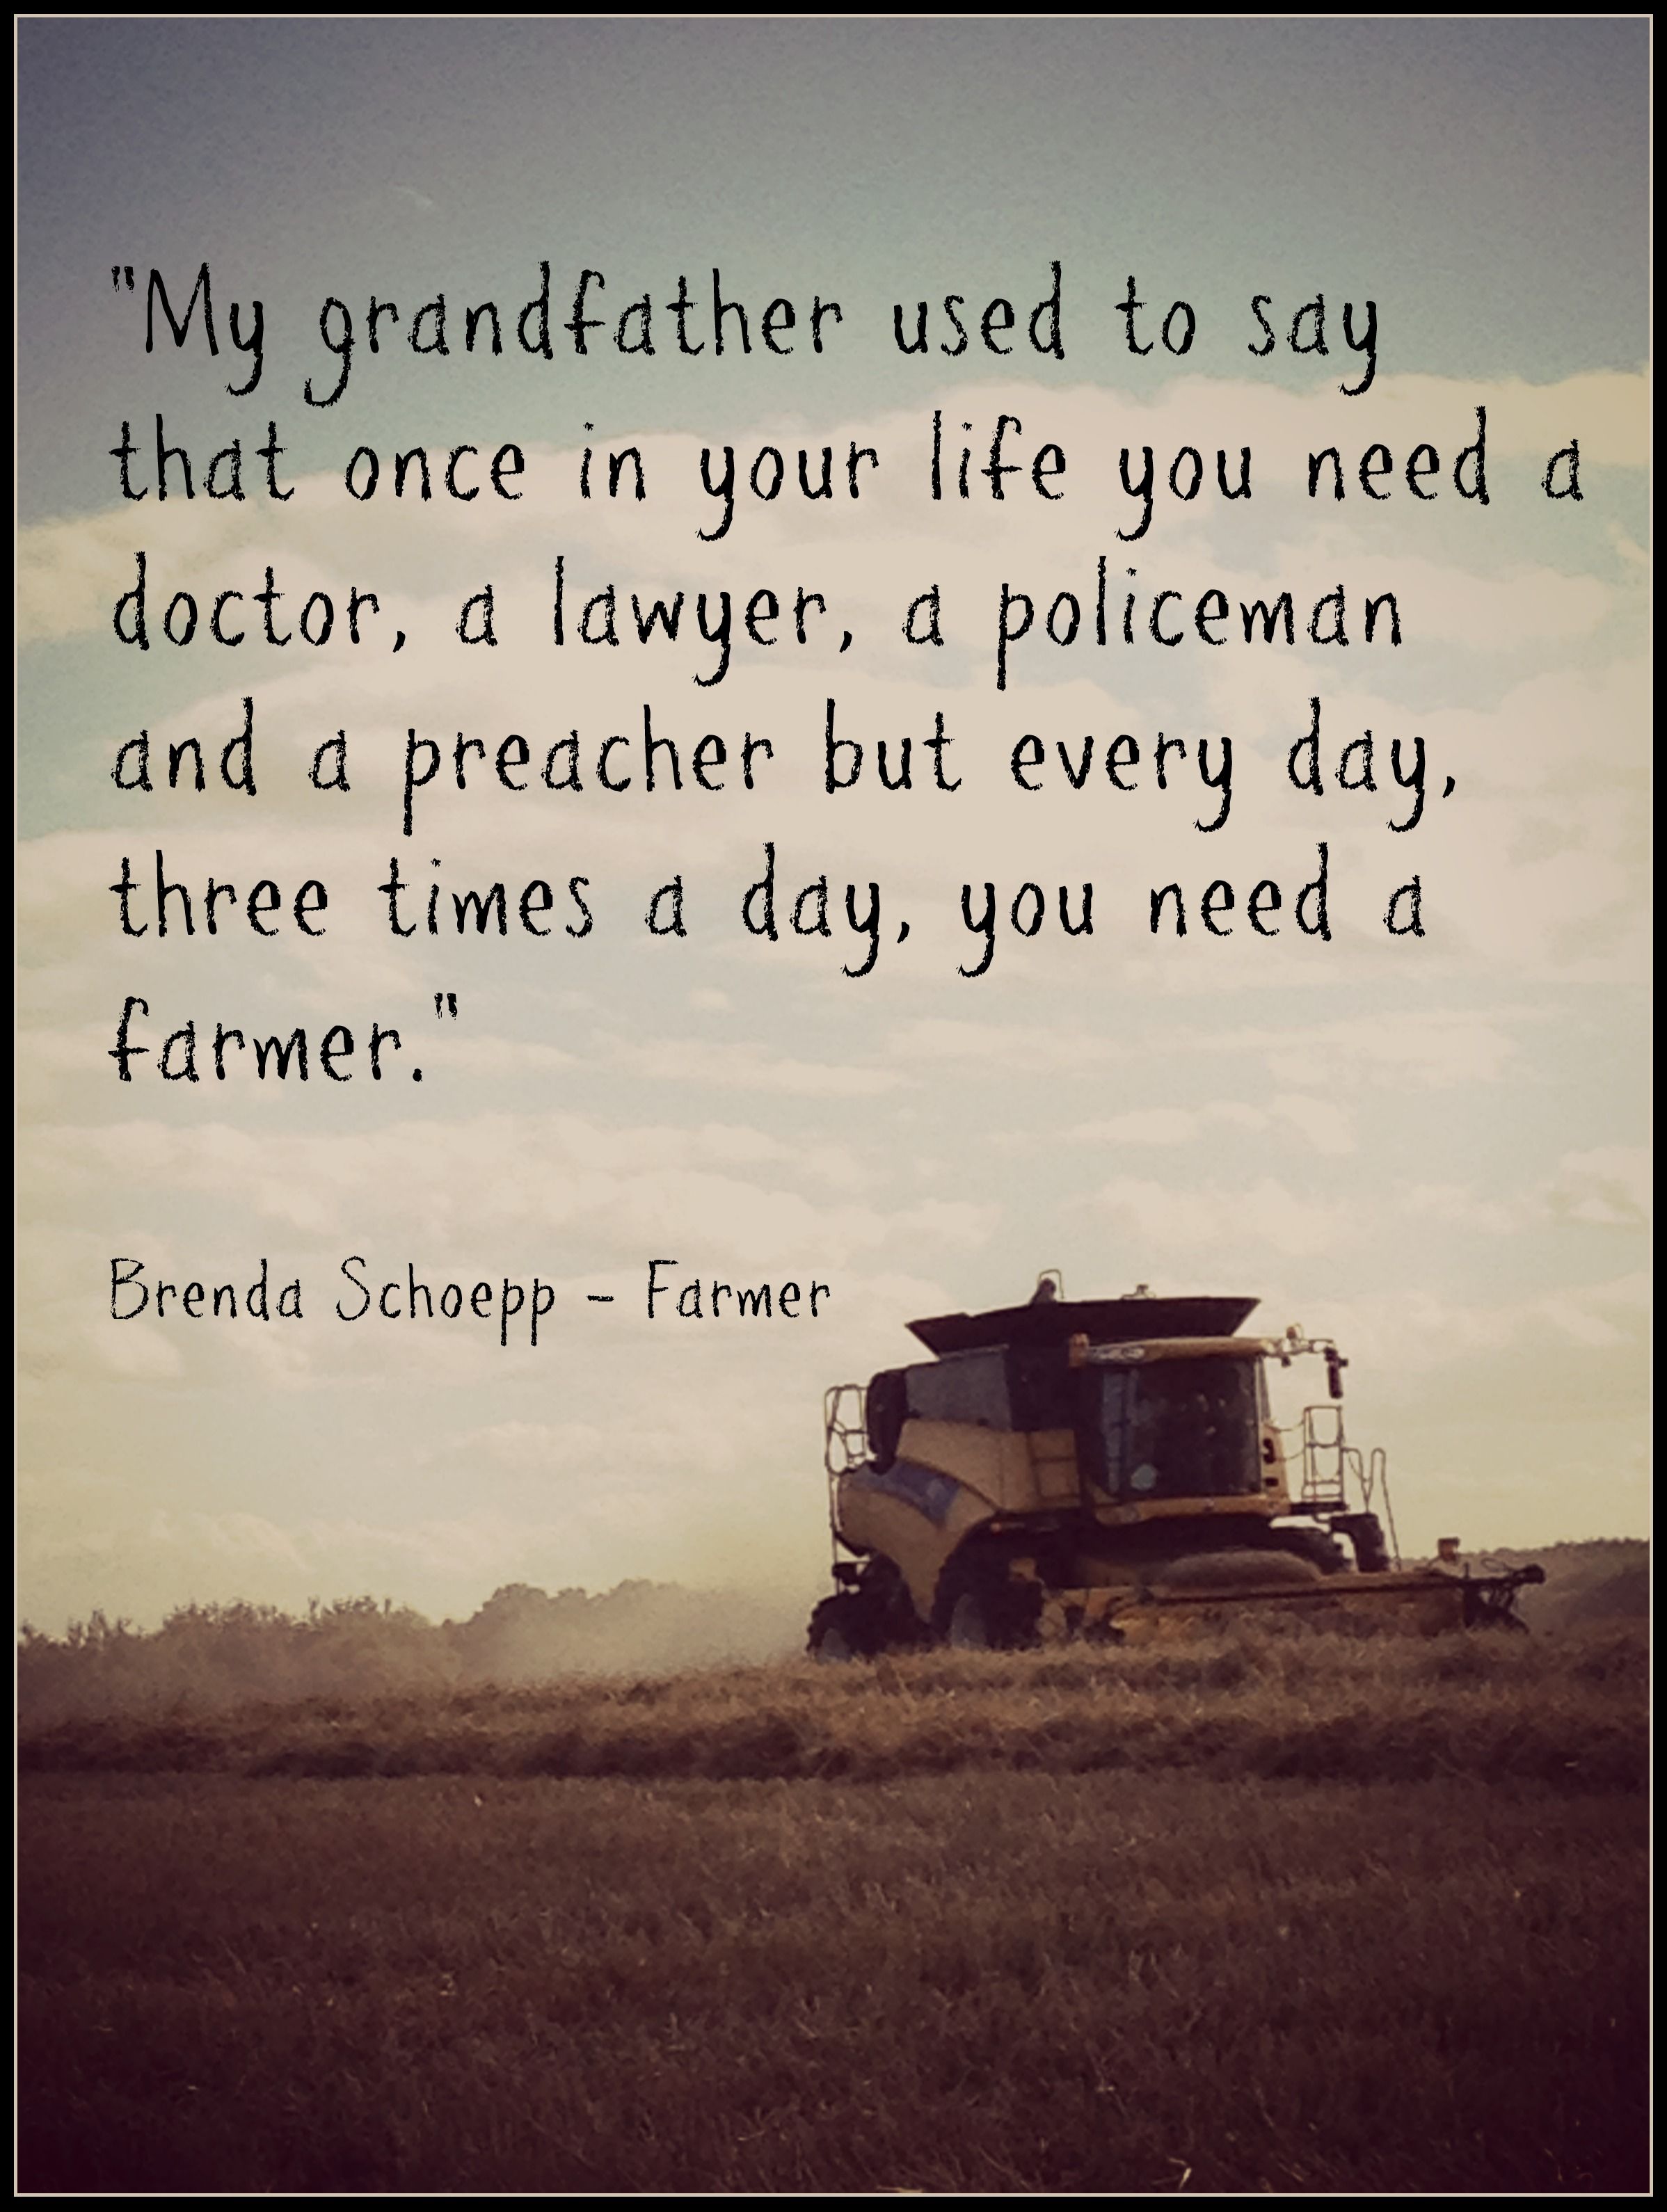 "My grandfather used to say
that once in your life you need a
doctor, a lawyer, a policeman
and a preacher but every day,
three times a day, you need a
farmer."
Brenda Schoepp - Farmer